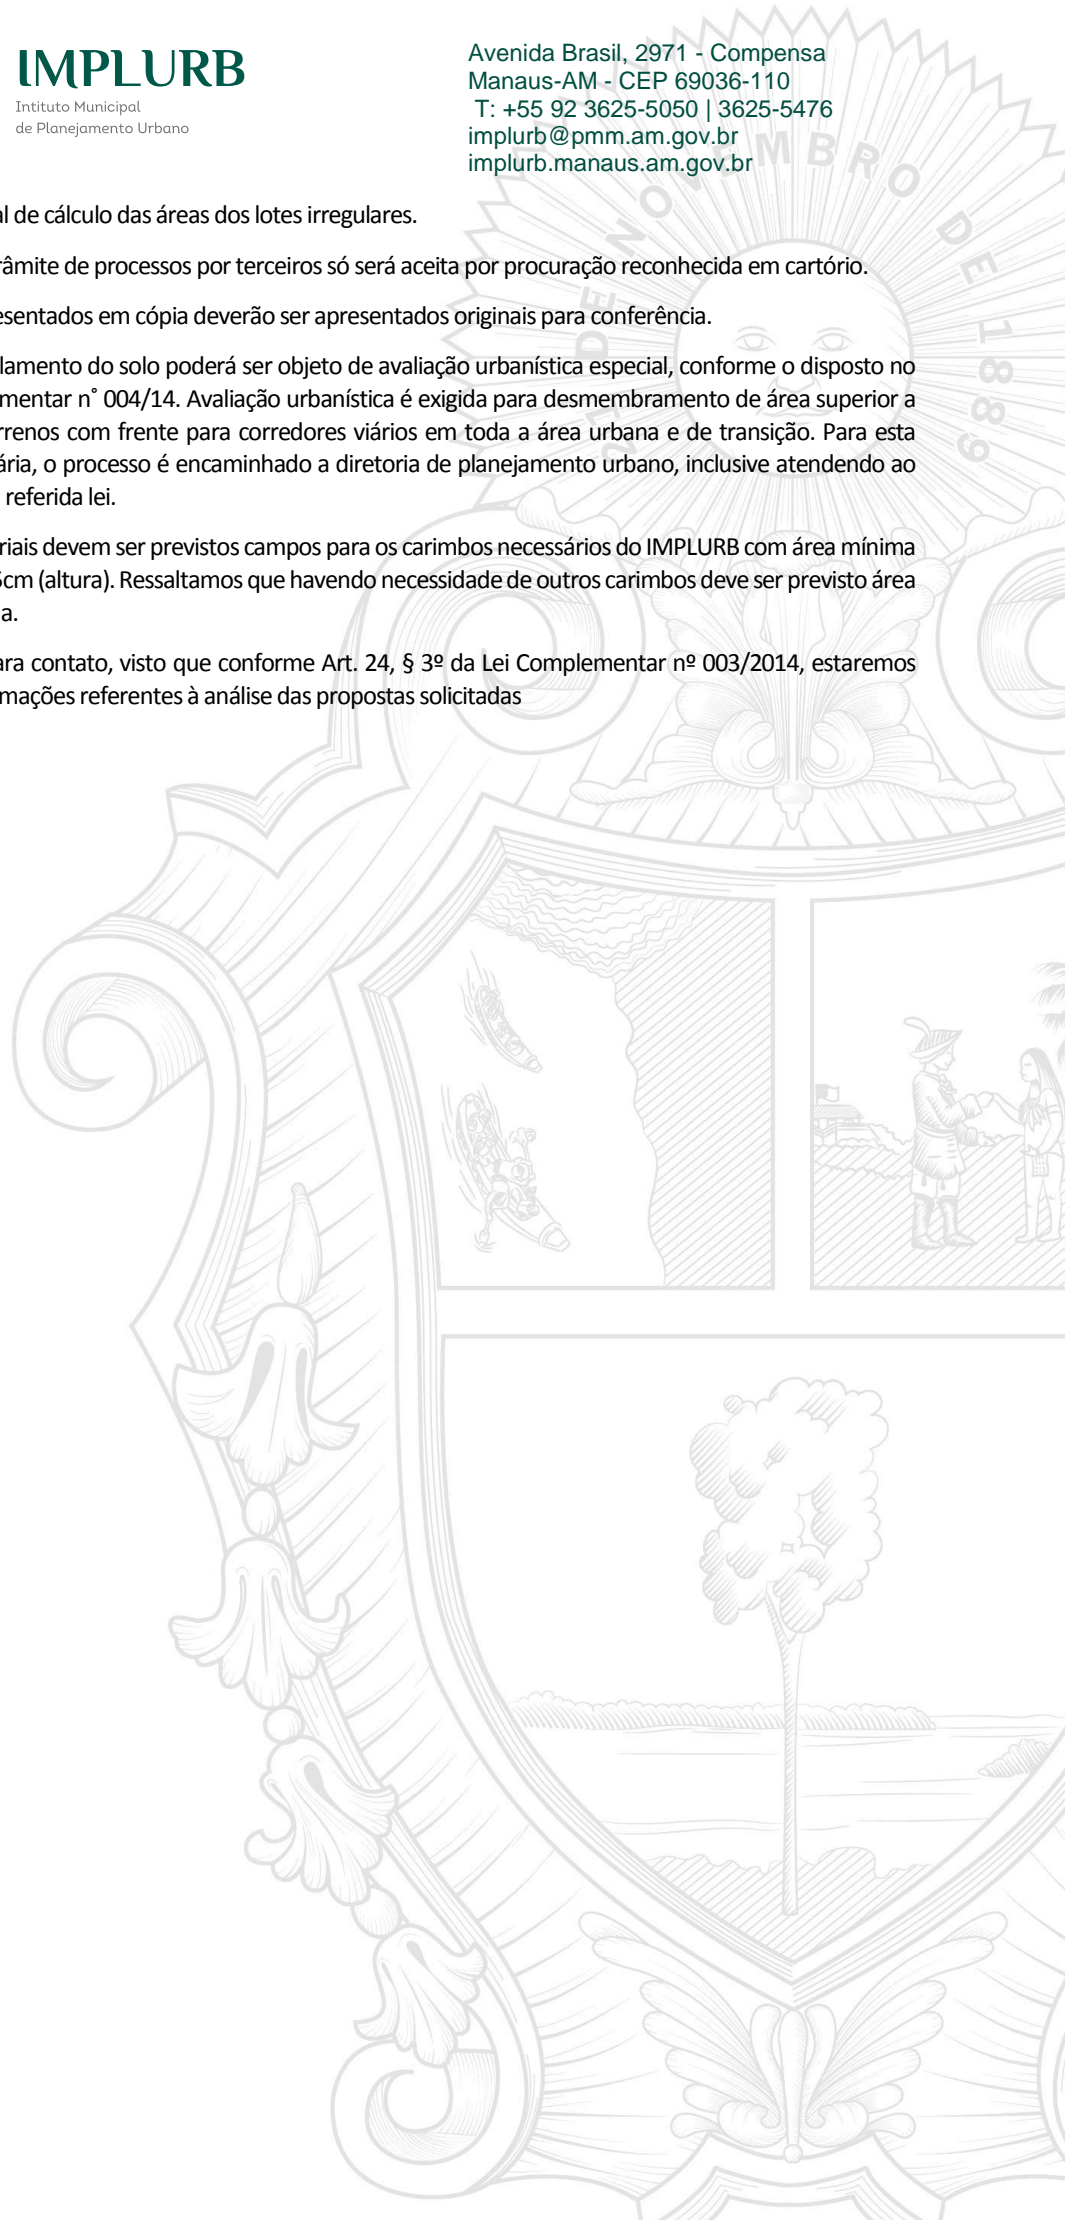 IMPLURB
Intituto Municipal
de Planejamento Urbano
Avenida Brasil, 2971 - Compensa
Manaus-AM - CEP 69036-110
T: +55 92 3625-5050 | 3625-5476
implurb@pmm.am.gov.br
implurb.manaus.am.gov.br
21 DE NOVEMBRO DE 1889
al de cálculo das áreas dos lotes irregulares.
râmite de processos por terceiros só será aceita por procuração reconhecida em cartório.
esentados em cópia deverão ser apresentados originais para conferência.
lamento do solo poderá ser objeto de avaliação urbanística especial, conforme o disposto no
mentar n° 004/14. Avaliação urbanística é exigida para desmembramento de área superior a
rrenos com frente para corredores viários em toda a área urbana e de transição. Para esta
ária, o processo é encaminhado a diretoria de planejamento urbano, inclusive atendendo ao
referida lei.
riais devem ser previstos campos para os carimbos necessários do IMPLURB com área mínima
5cm (altura). Ressaltamos que havendo necessidade de outros carimbos deve ser previsto área
a.
ara contato, visto que conforme Art. 24, § 3º da Lei Complementar nº 003/2014, estaremos
rmações referentes à análise das propostas solicitadas